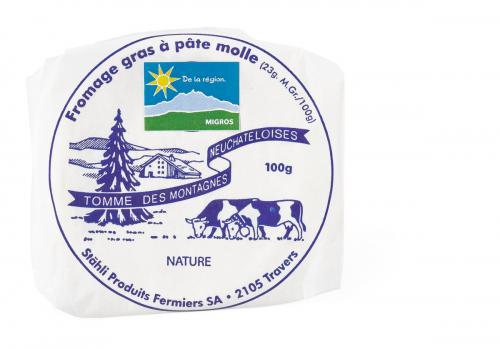 Fromage gras à pâte molle (23g. M.Gr./100g)
De la région.
MIGROS
TOMME DES MONTAGNES NEUCHATELOISES
100g
NATURE
Stähli Produits Fermiers SA • 2105 Travers